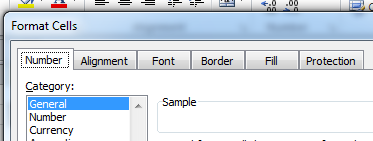 Format Cells
Number Alignment Font Border Fill Protection
Category:
General
Sample
Number
Currency